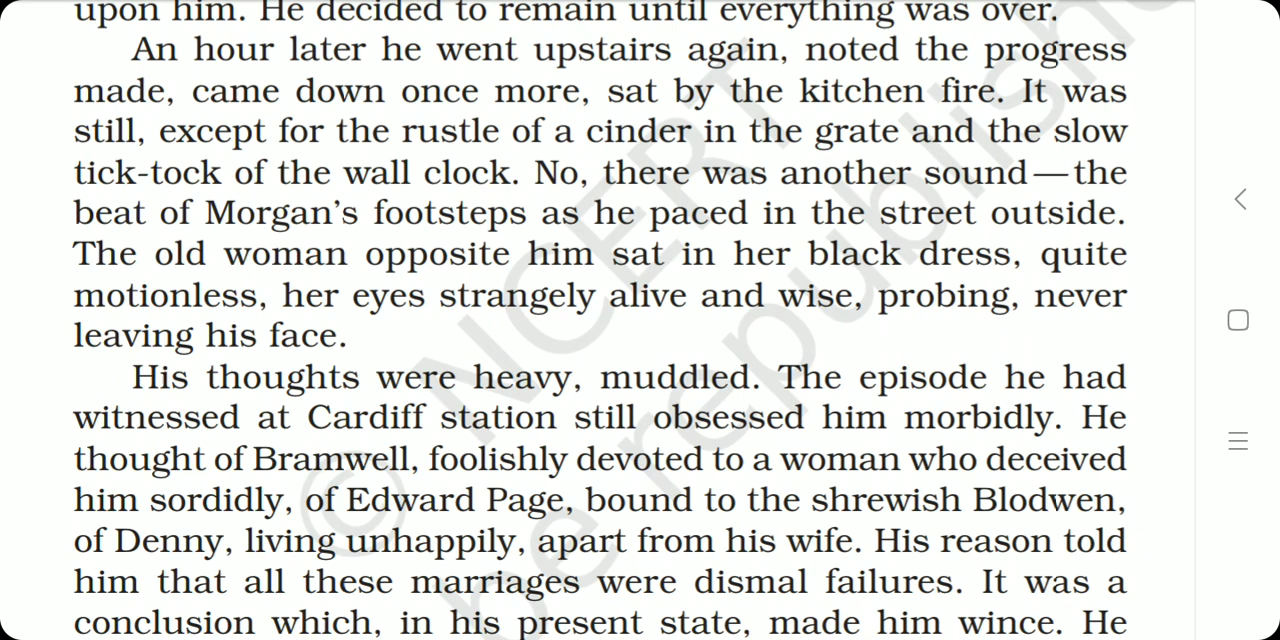 upon him. He decided to remain until everything was over.
An hour later he went upstairs again, noted the progress
made, came down once more, sat by the kitchen fire. It was
still, except for the rustle of a cinder in the grate and the slow
tick-tock of the wall clock. No, there was another sound—the
beat of Morgan's footsteps as he paced in the street outside.
The old woman opposite him sat in her black dress, quite
motionless, her eyes strangely alive and wise, probing, never
leaving his face.
His thoughts were heavy, muddled. The episode he had
witnessed at Cardiff station still obsessed him morbidly. He
thought of Bramwell, foolishly devoted to a woman who deceived
him sordidly, of Edward Page, bound to the shrewish Blodwen,
of Denny, living unhappily, apart from his wife. His reason told
him that all these marriages were dismal failures. It was a
conclusion which, in his present state, made him wince. He
© NCERT
be republish